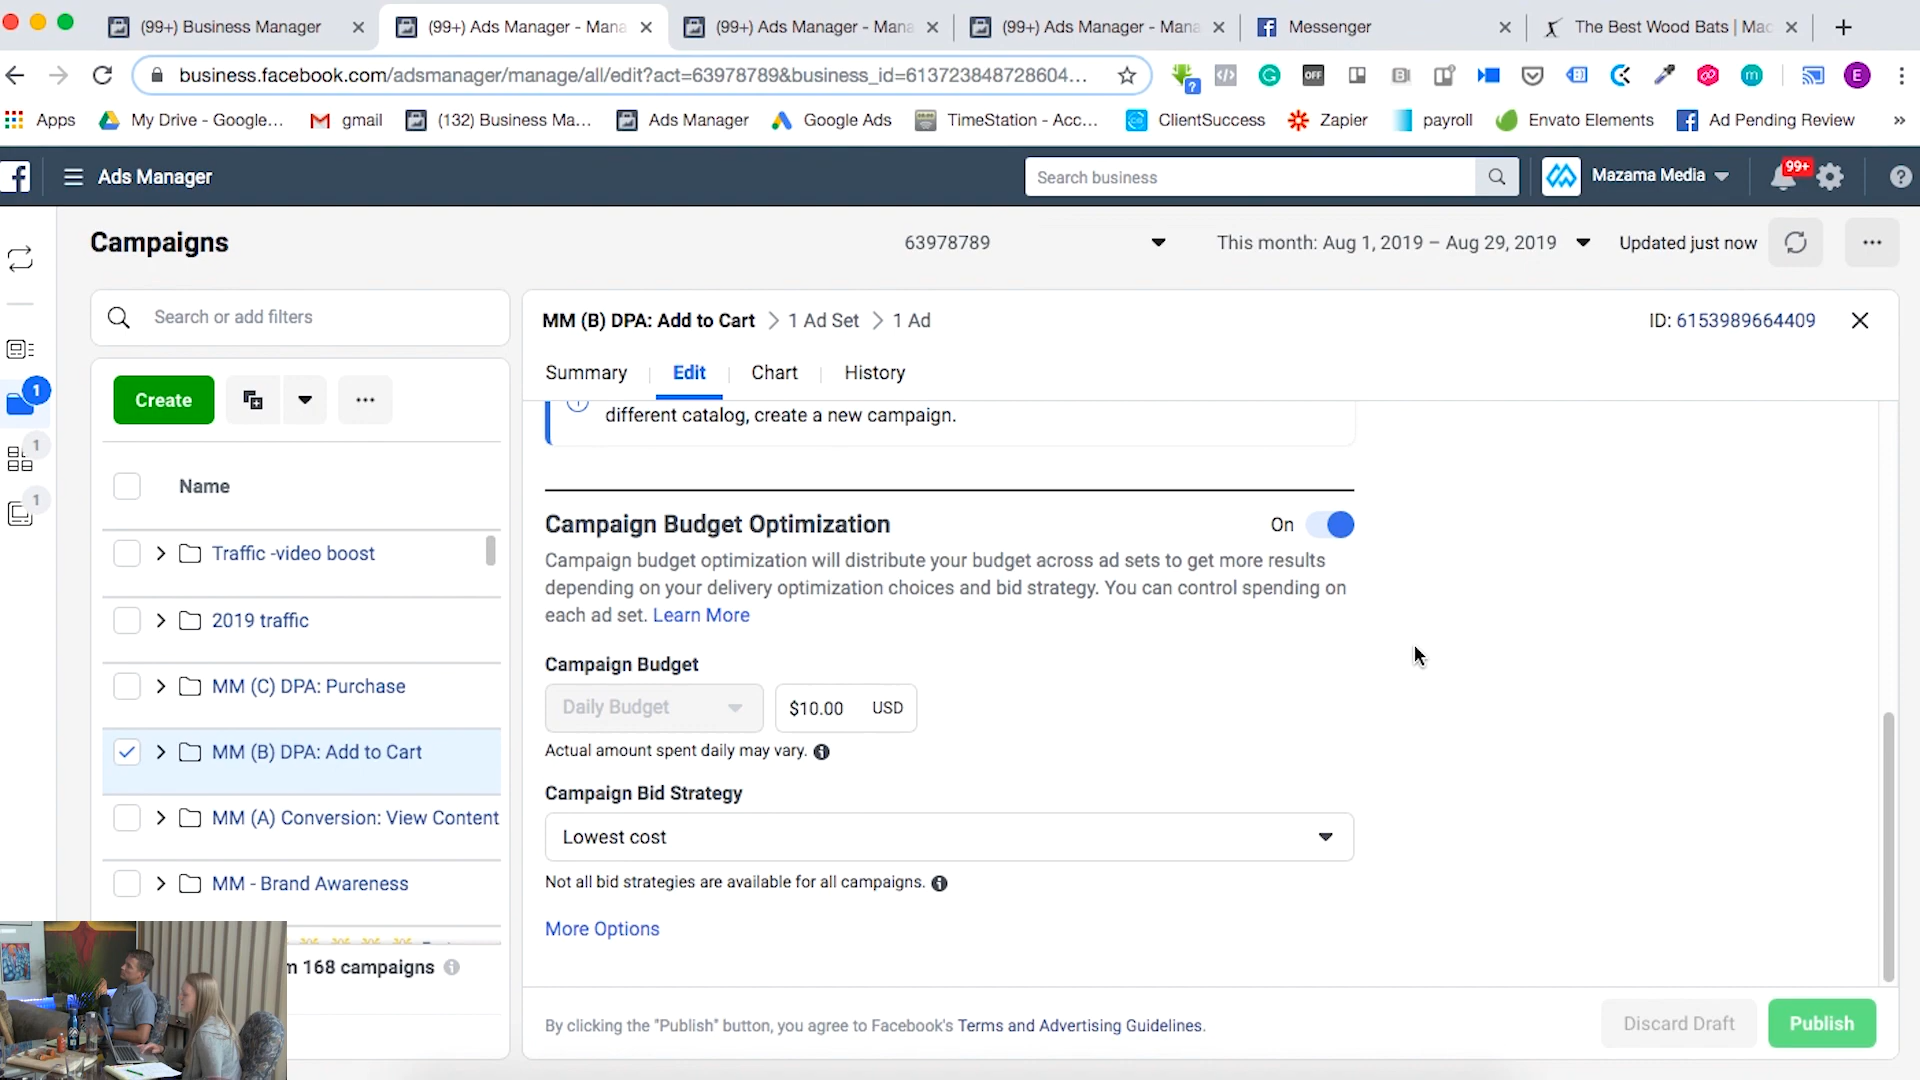 (99+) Business Manager
(99+) Ads Manager - Mana
(99+) Ads Manager - Mana
(99+) Ads Manager - Mana
Messenger
The Best Wood Bats | Mac
business.facebook.com/adsmanager/manage/all/edit?act=63978789&business_id=613723848728604...
OFF
?
m
E
Apps
My Drive - Google...
gmail
(132) Business Ma...
Ads Manager
Google Ads
TimeStation - Acc...
ClientSuccess
Zapier
payroll
Envato Elements
Ad Pending Review
»
Ads Manager
Search business
Mazama Media
99+
Campaigns
63978789
This month: Aug 1, 2019 – Aug 29, 2019
Updated just now
Search or add filters
MM (B) DPA: Add to Cart
1 Ad Set
1 Ad
ID: 6153989664409
Summary
Edit
Chart
History
1
1
1
Create
different catalog, create a new campaign.
Name
Campaign Budget Optimization
On
Campaign budget optimization will distribute your budget across ad sets to get more results
depending on your delivery optimization choices and bid strategy. You can control spending on
each ad set. Learn More
Traffic -video boost
2019 traffic
MM (C) DPA: Purchase
MM (B) DPA: Add to Cart
MM (A) Conversion: View Content
MM - Brand Awareness
m 168 campaigns
Campaign Budget
Daily Budget
$10.00 USD
Actual amount spent daily may vary.
Campaign Bid Strategy
Lowest cost
Not all bid strategies are available for all campaigns.
More Options
By clicking the "Publish" button, you agree to Facebook's Terms and Advertising Guidelines.
Discard Draft
Publish